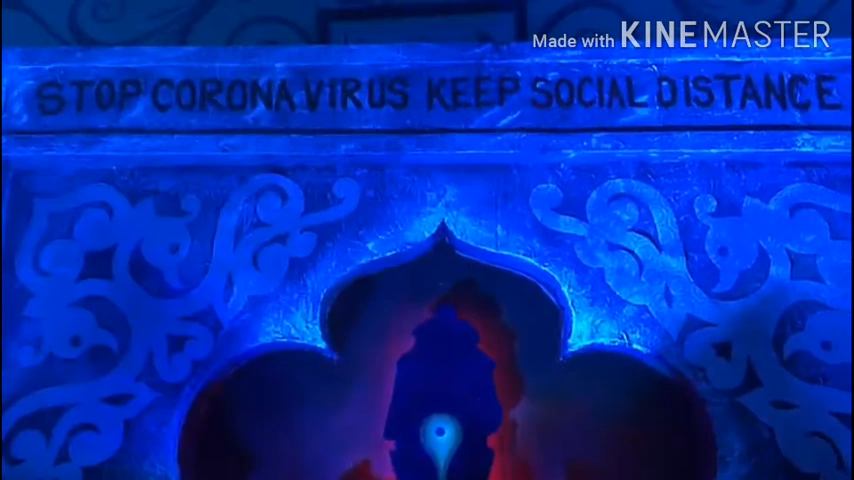 Made with KINEMASTER
STOP CORONA VIRUS KEEP SOCIAL DISTANCE